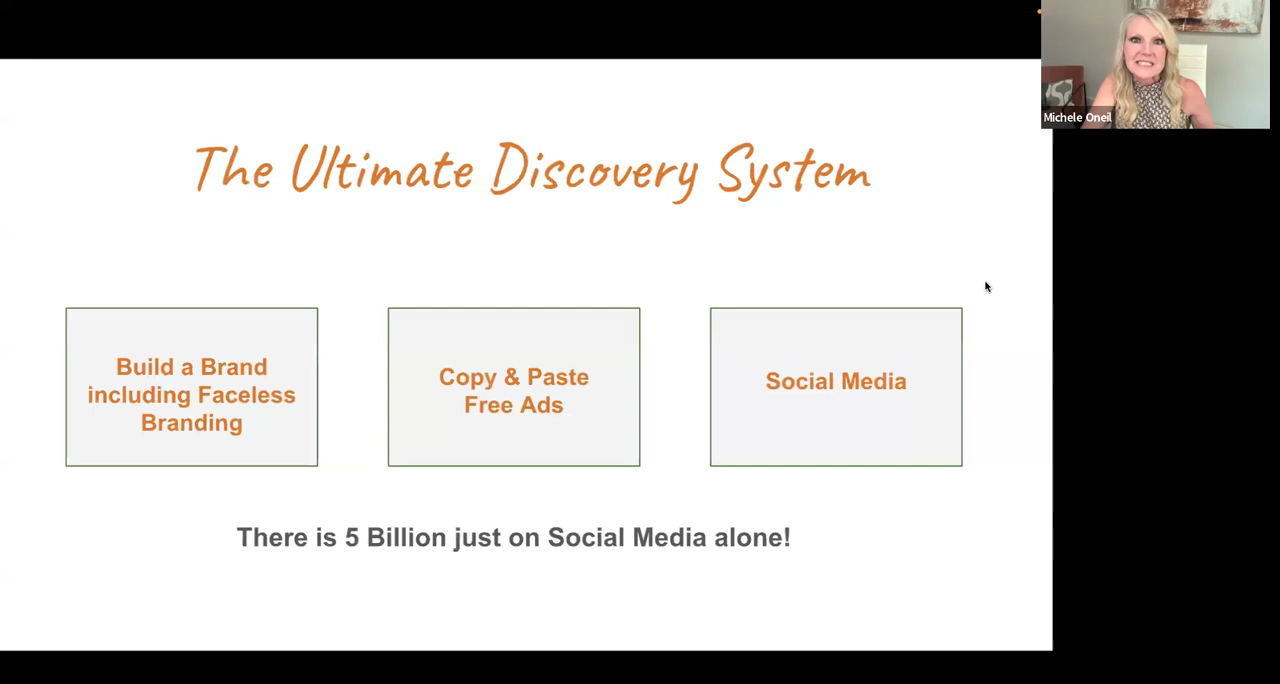 The Ultimate Discovery System
Build a Brand
including Faceless
Branding
Copy & Paste
Free Ads
Social Media
There is 5 Billion just on Social Media alone!
Michele Oneil